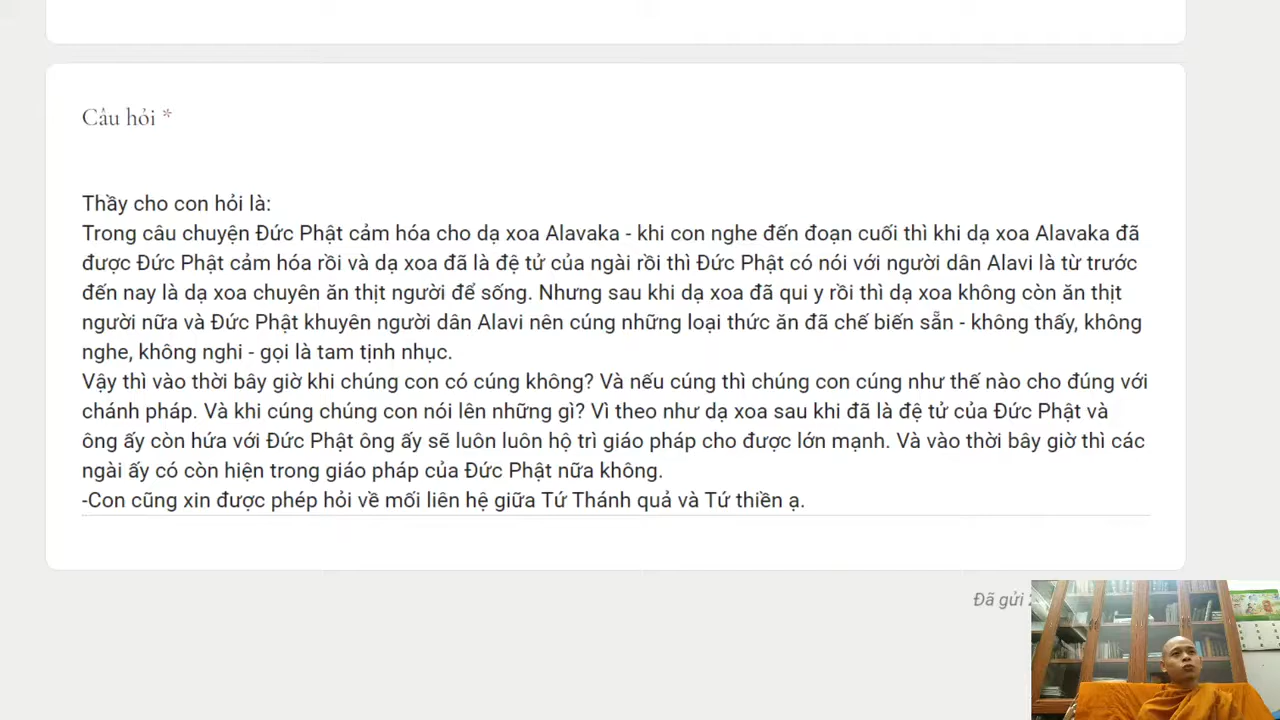 Câu hỏi *
Thầy cho con hỏi là:
Trong câu chuyện Đức Phật cảm hóa cho dạ xoa Alavaka - khi con nghe đến đoạn cuối thì khi dạ xoa Alavaka đã
được Đức Phật cảm hóa rồi và dạ xoa đã là đệ tử của ngài rồi thì Đức Phật có nói với người dân Alavi là từ trước
đến nay là dạ xoa chuyên ăn thịt người để sống. Nhưng sau khi dạ xoa đã qui y rồi thì dạ xoa không còn ăn thịt
người nữa và Đức Phật khuyên người dân Alavi nên cúng những loại thức ăn đã chế biến sẵn - không thấy, không
nghe, không nghi - gọi là tam tịnh nhục.
Vậy thì vào thời bây giờ khi chúng con có cúng không? Và nếu cúng thì chúng con cúng như thế nào cho đúng với
chánh pháp. Và khi cúng chúng con nói lên những gì? Vì theo như dạ xoa sau khi đã là đệ tử của Đức Phật và
ông ấy còn hứa với Đức Phật ông ấy sẽ luôn luôn hộ trì giáo pháp cho được lớn mạnh. Và vào thời bây giờ thì các
ngài ấy có còn hiện trong giáo pháp của Đức Phật nữa không.
-Con cũng xin được phép hỏi về mối liên hệ giữa Tứ Thánh quả và Tứ thiền ạ.
Đã gửi